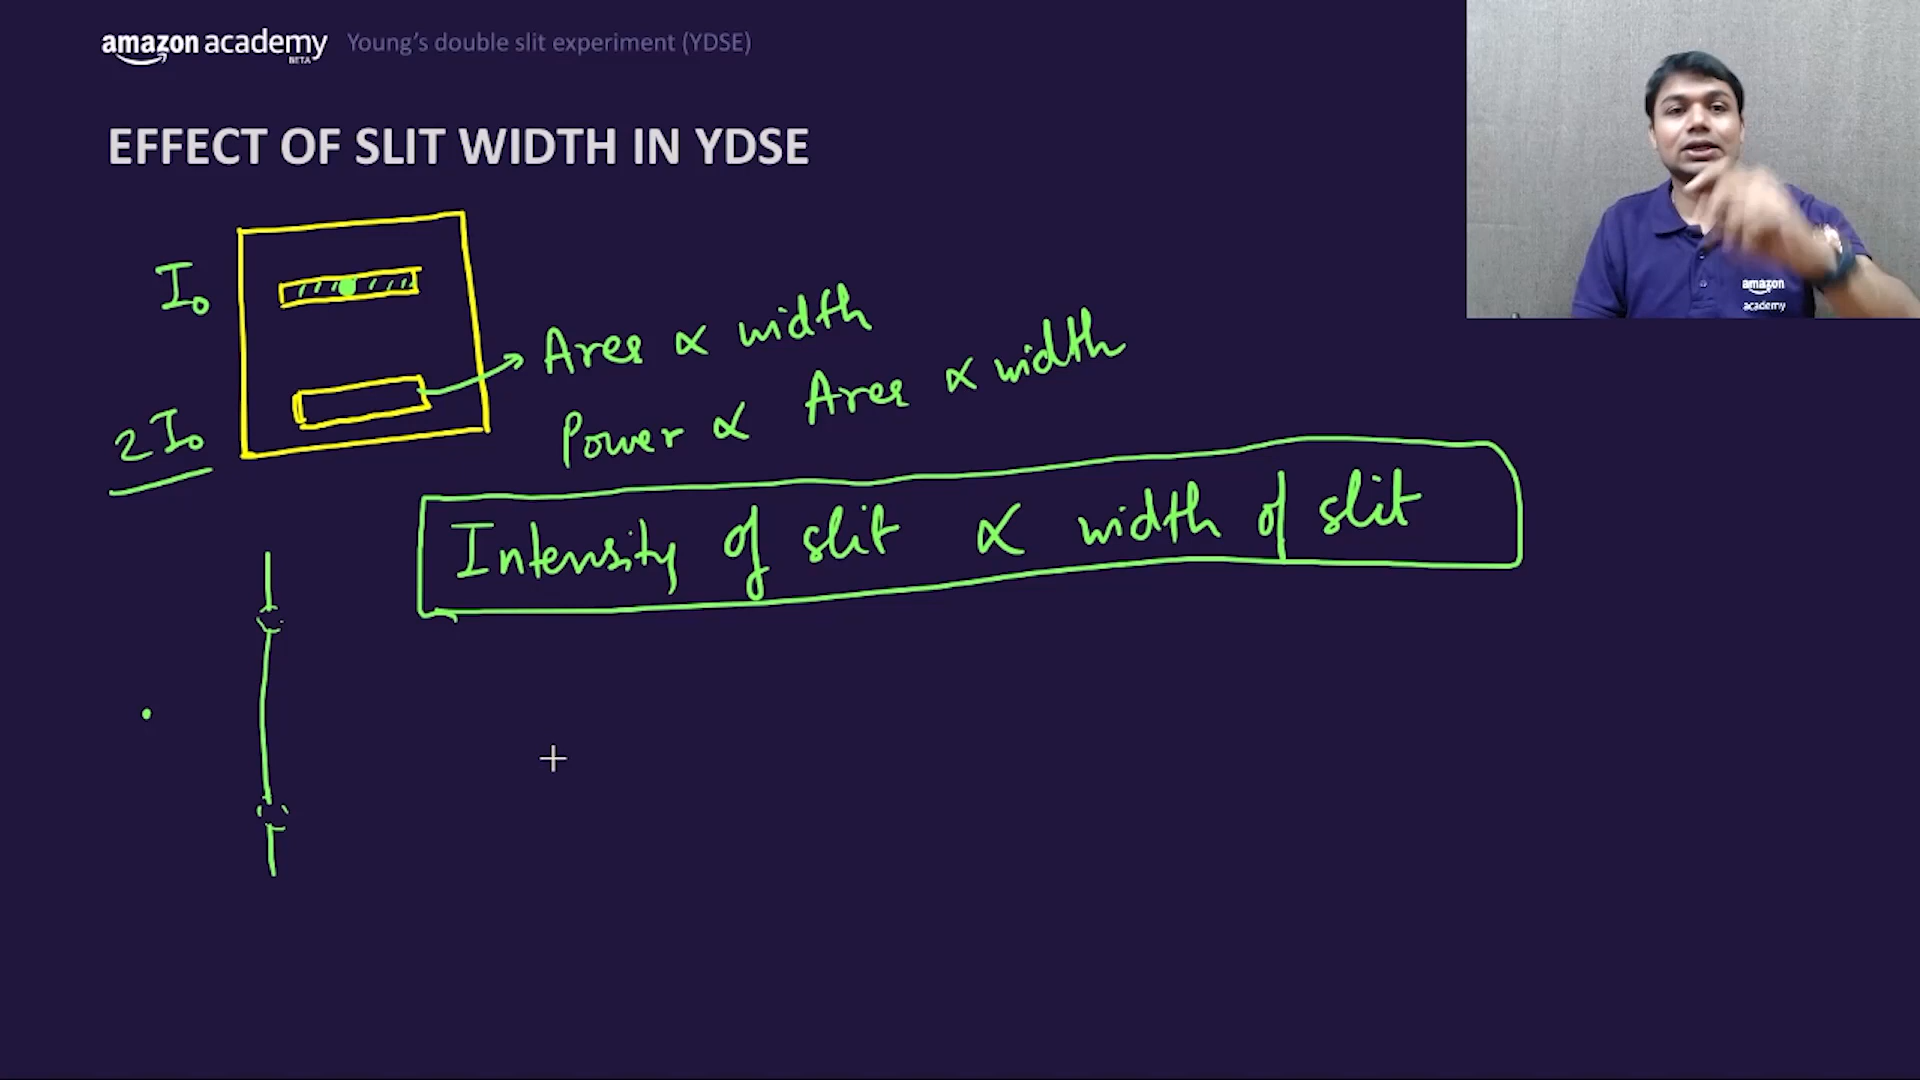 amazon academy BETA Young's double slit experiment (YDSE)
EFFECT OF SLIT WIDTH IN YDSE
I₀
Area ∝ width
2I₀
Power ∝ Area ∝ width
Intensity of slit ∝ width of slit
amazon
academy